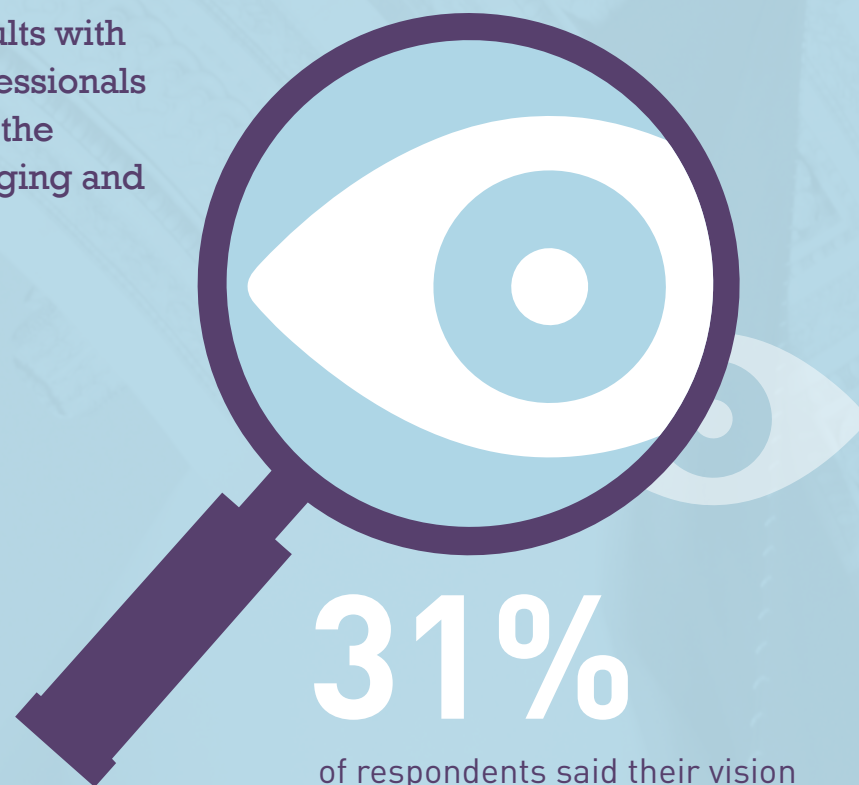 ults with
essionals
the
ging and
31%
of respondents said their vision